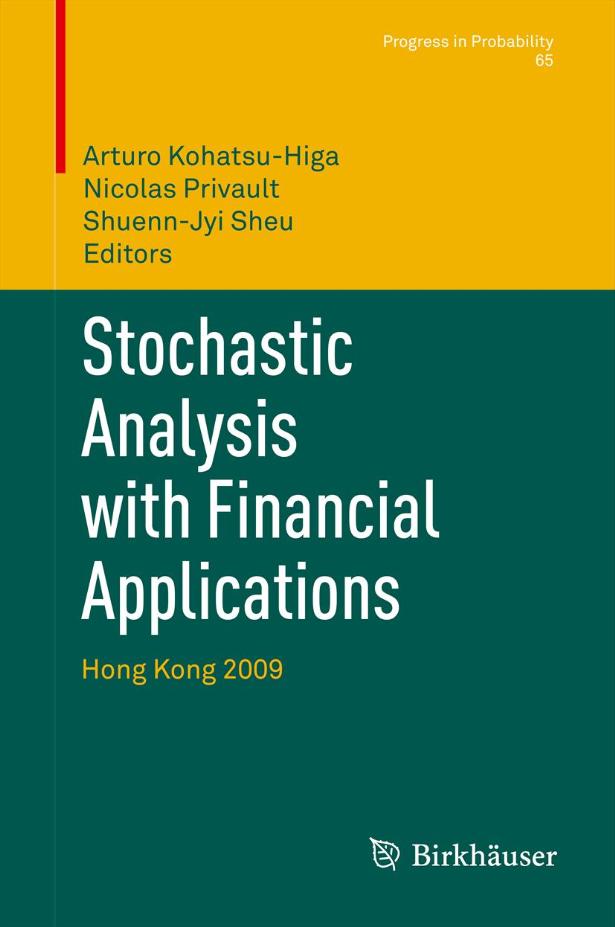 Progress in Probability
65
Arturo Kohatsu-Higa
Nicolas Privault
Shuenn-Jyi Sheu
Editors
Stochastic
Analysis
with Financial
Applications
Hong Kong 2009
Birkhäuser